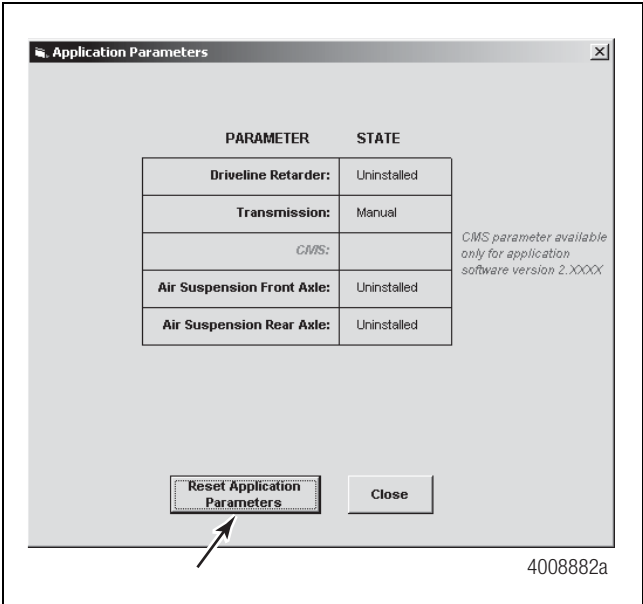 Application Parameters
PARAMETER STATE
Driveline Retarder: Uninstalled
Transmission: Manual
CMS:
CMS parameter available
only for application
software version 2.XXXX
Air Suspension Front Axle: Uninstalled
Air Suspension Rear Axle: Uninstalled
Reset Application
Parameters
Close
4008882a